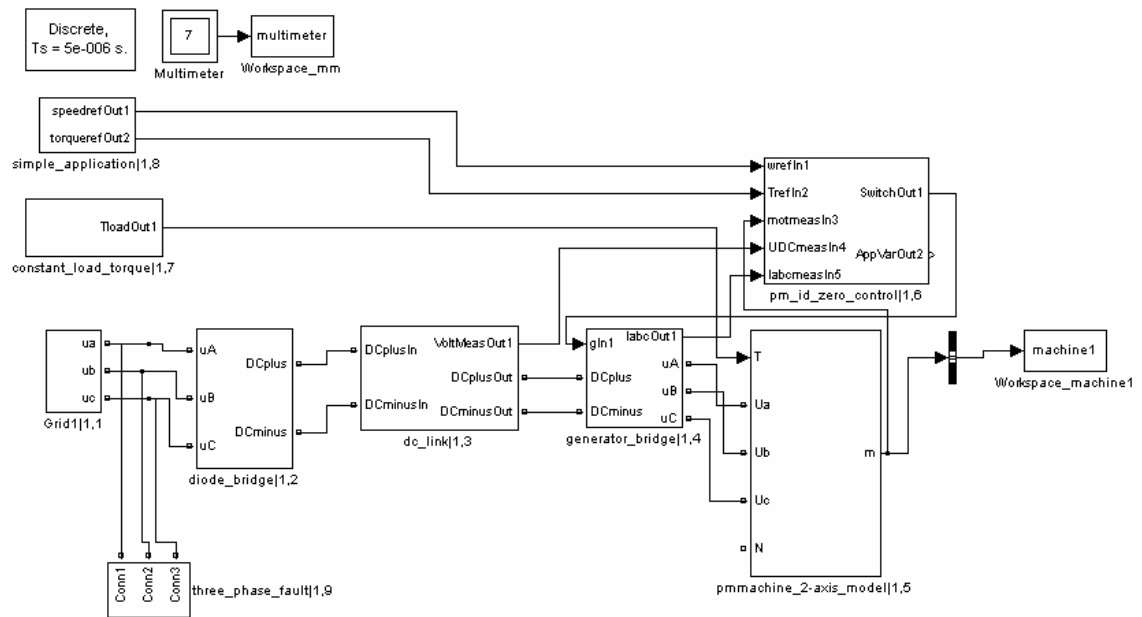 Discrete,
Ts = 5e-006 s.
7
Multimeter
multimeter
Workspace_mm
speedrefOut1
torquerefOut2
simple_application|1,8
TloadOut1
constant_load_torque|1,7
wrefIn1
TrefIn2
motmeasIn3
UDCmeasIn4
IabcmeasIn5
SwitchOut1
AppVarOut2
pm_id_zero_control|1,6
ua
ub
uc
Grid1|1,1
uA
uB
uC
DCplus
DCminus
diode_bridge|1,2
DCplusIn
DCminusIn
VoltMeasOut1
DCplusOut
DCminusOut
dc_link|1,3
gIn1
DCplus
DCminus
IabcOut1
uA
uB
uC
generator_bridge|1,4
T
Ua
Ub
Uc
N
m
pmmachine_2-axis_model|1,5
machine1
Workspace_machine1
Conn1
Conn2
Conn3
three_phase_fault|1,9